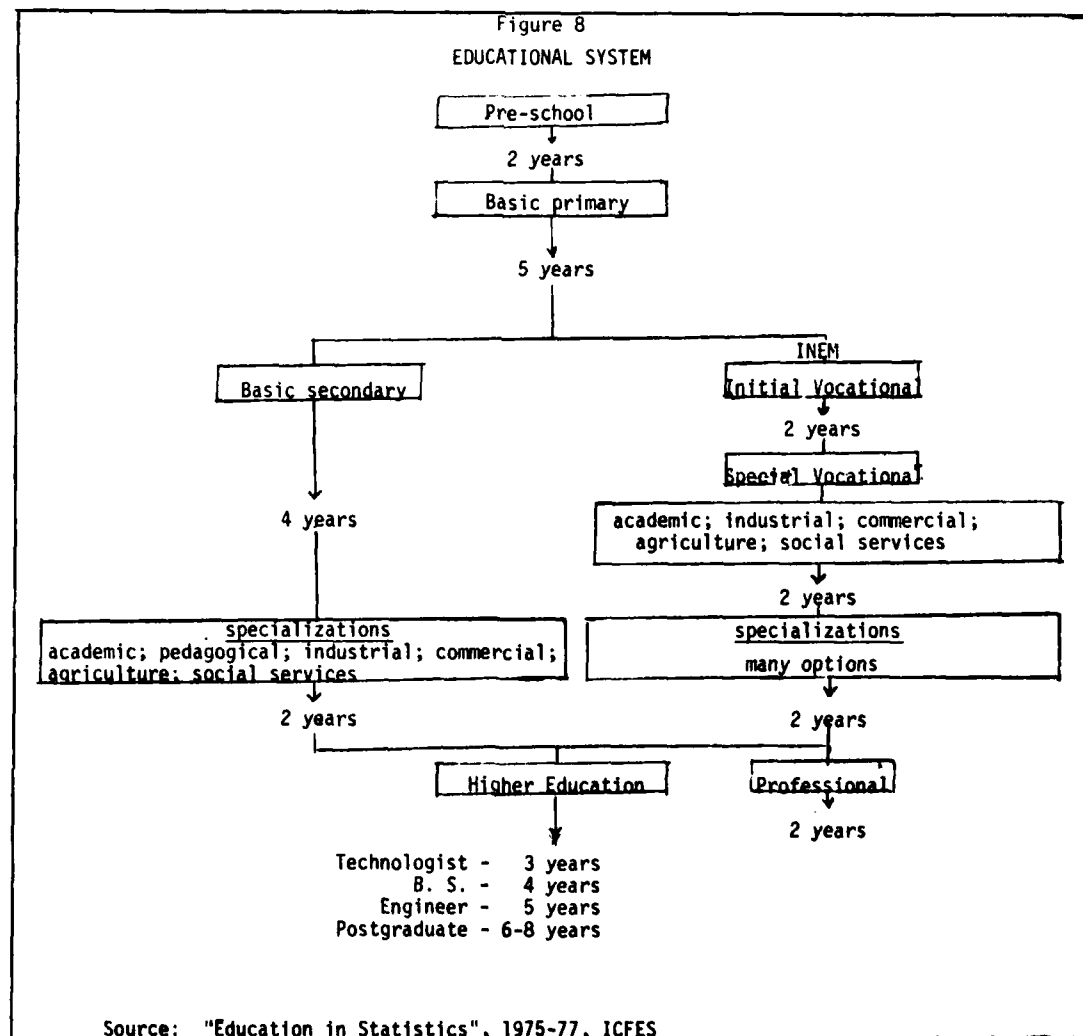 Figure 8
EDUCATIONAL SYSTEM
Pre-school
2 years
Basic primary
5 years
INEM
Basic secondary
Initial Vocational
2 years
Special Vocational
4 years
academic; industrial; commercial;
agriculture; social services
2 years
specializations
academic; pedagogical; industrial; commercial;
agriculture; social services
specializations
many options
2 years
2 years
Higher Education
Professional
2 years
Technologist - 3 years
B. S. - 4 years
Engineer - 5 years
Postgraduate - 6-8 years
Source: "Education in Statistics", 1975-77, ICFES